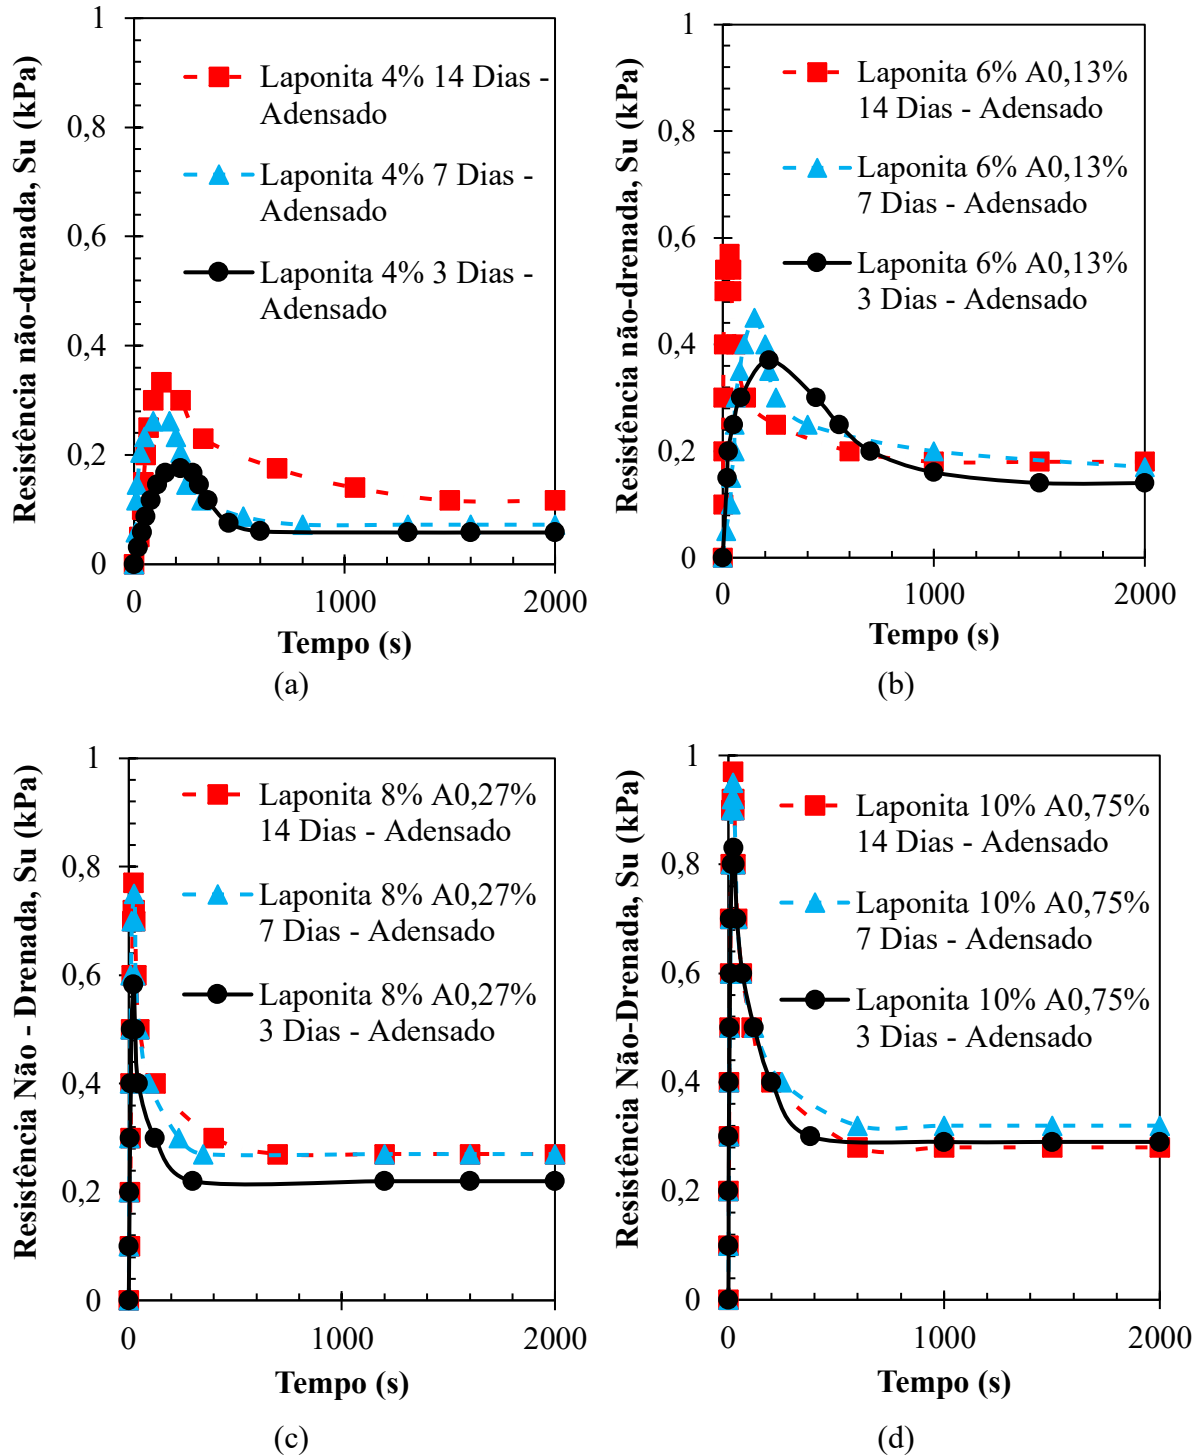 Resistência não-drenada, Su (kPa)
1
0,8
0,6
0,4
0,2
0
Laponita 4% 14 Dias -
Adensado
Laponita 4% 7 Dias -
Adensado
Laponita 4% 3 Dias -
Adensado
0 1000 2000
Tempo (s)
(a)
Resistência não-drenada, Su (kPa)
1
0,8
0,6
0,4
0,2
0
Laponita 6% A0,13%
14 Dias - Adensado
Laponita 6% A0,13%
7 Dias - Adensado
Laponita 6% A0,13%
3 Dias - Adensado
0 1000 2000
Tempo (s)
(b)
Resistência Não - Drenada, Su (kPa)
1
0,8
0,6
0,4
0,2
0
Laponita 8% A0,27%
14 Dias - Adensado
Laponita 8% A0,27%
7 Dias - Adensado
Laponita 8% A0,27%
3 Dias - Adensado
0 1000 2000
Tempo (s)
(c)
Resistência Não-Drenada, Su (kPa)
1
0,8
0,6
0,4
0,2
0
Laponita 10% A0,75%
14 Dias - Adensado
Laponita 10% A0,75%
7 Dias - Adensado
Laponita 10% A0,75%
3 Dias - Adensado
0 1000 2000
Tempo (s)
(d)